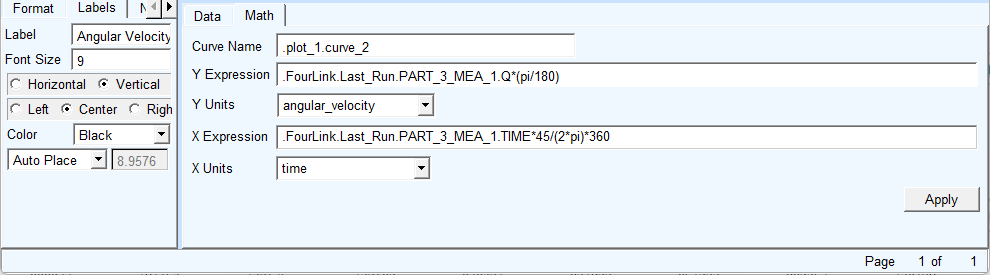 Format Labels N
Label Angular Velocity
Font Size 9
Horizontal Vertical
Left Center Righ
Color Black
Auto Place 8.9576
Data Math
Curve Name .plot_1.curve_2
Y Expression .FourLink.Last_Run.PART_3_MEA_1.Q*(pi/180)
Y Units angular_velocity
X Expression .FourLink.Last_Run.PART_3_MEA_1.TIME*45/(2*pi)*360
X Units time
Apply
Page 1 of 1